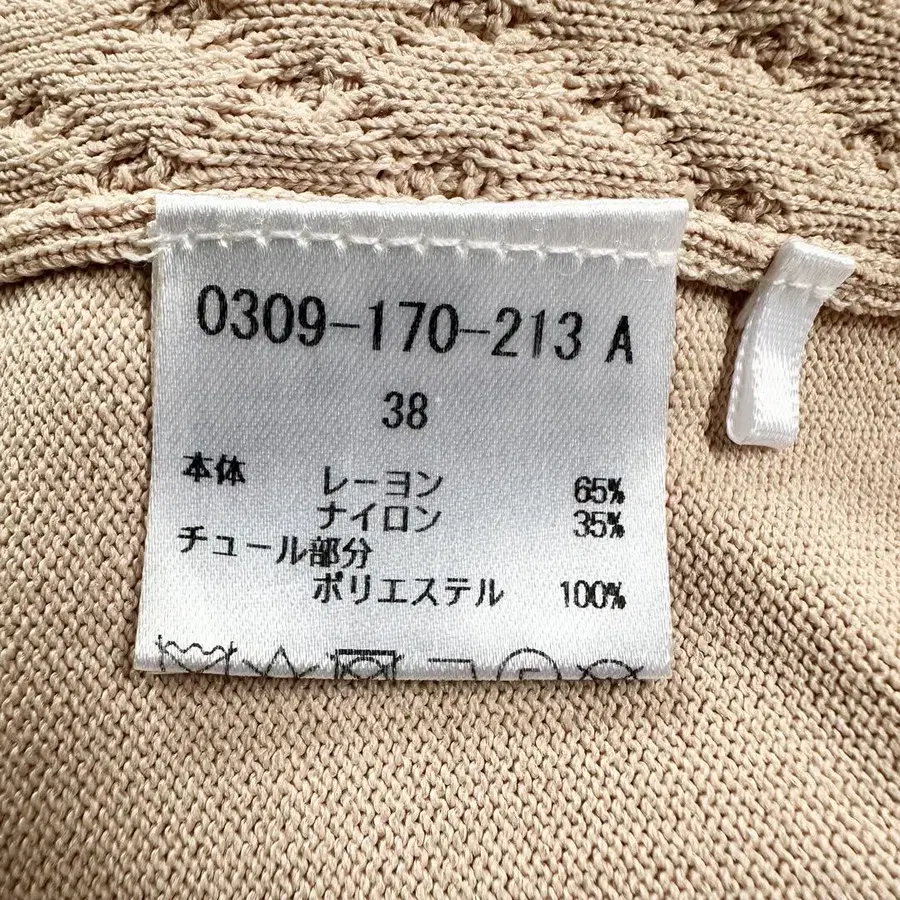 0309-170-213 A
38
本体 レーヨン 65%
ナイロン 35%
チュール部分
ポリエステル 100%